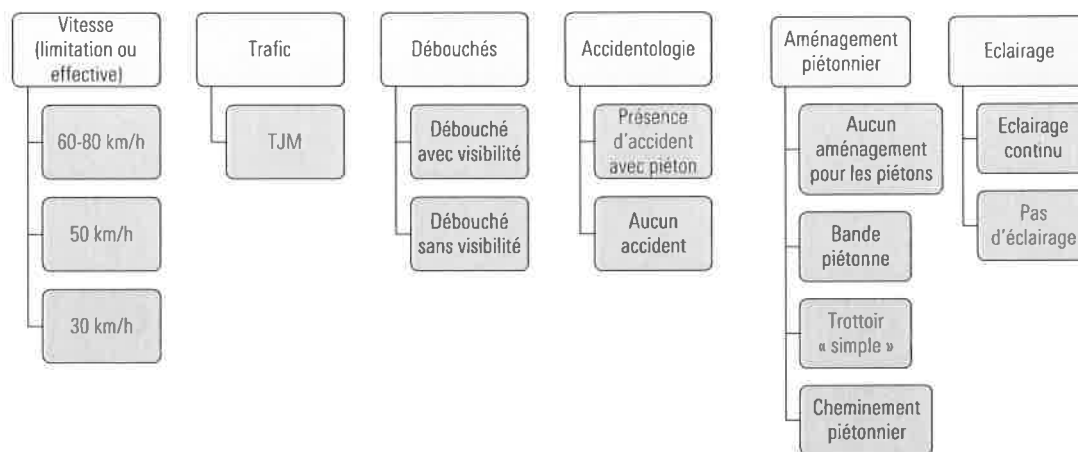 Vitesse
(limitation ou
effective)
60-80 km/h
50 km/h
30 km/h
Trafic
TJM
Débouchés
Débouché
avec visibilité
Débouché
sans visibilité
Accidentologie
Présence
d'accident
avec piéton
Aucun
accident
Aménagement
piétonnier
Aucun
aménagement
pour les piétons
Bande
piétonne
Trottoir
« simple »
Cheminement
piétonnier
Eclairage
Eclairage
continu
Pas
d'éclairage